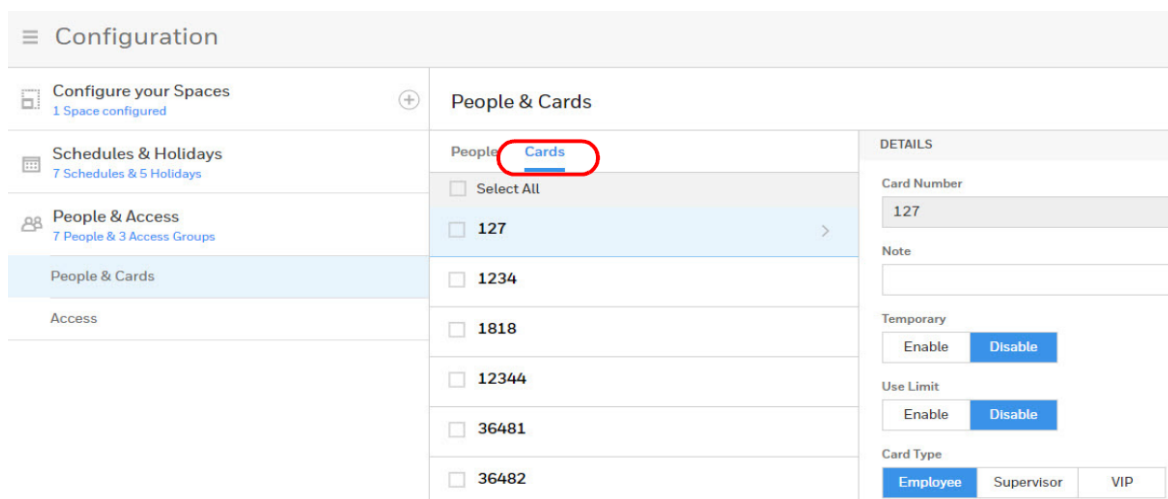 Configuration
Configure your Spaces
1 Space configured
Schedules & Holidays
7 Schedules & 5 Holidays
People & Access
7 People & 3 Access Groups
People & Cards
Access
People & Cards
People Cards
Select All
127
1234
1818
12344
36481
36482
DETAILS
Card Number
127
Note
Temporary
Enable Disable
Use Limit
Enable Disable
Card Type
Employee Supervisor VIP